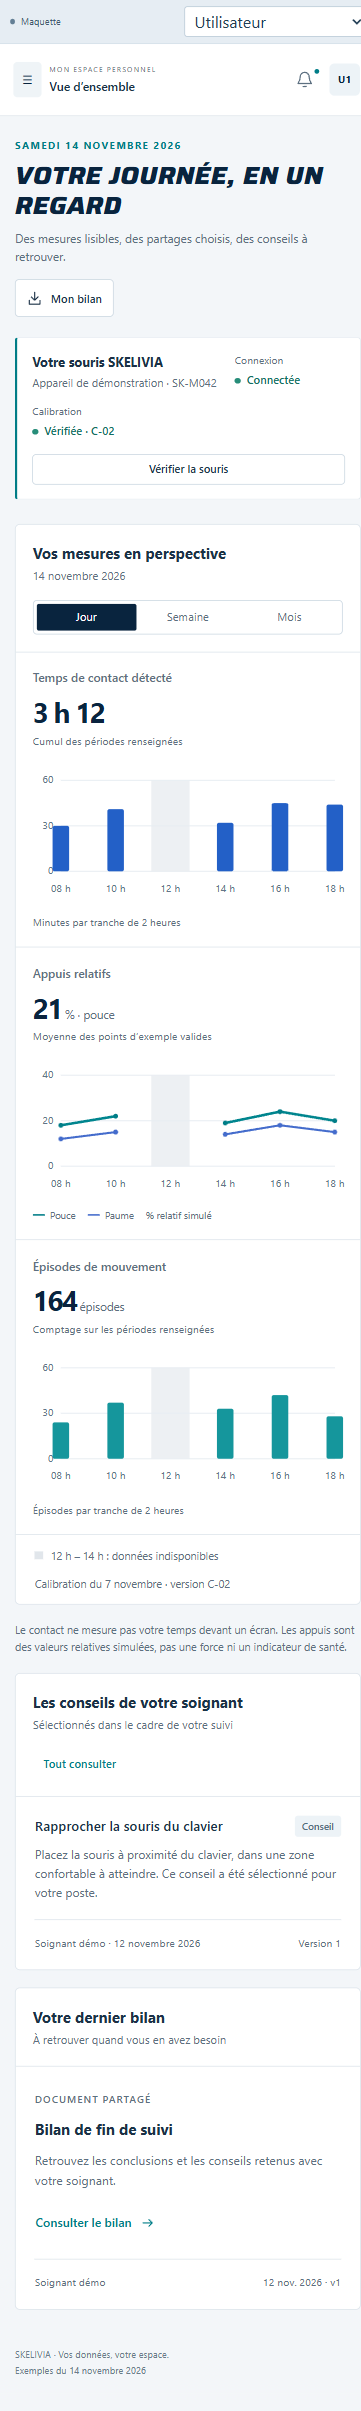 Maquette
Utilisateur
MON ESPACE PERSONNEL
Vue d'ensemble
U1
SAMEDI 14 NOVEMBRE 2026
VOTRE JOURNÉE, EN UN
REGARD
Des mesures lisibles, des partages choisis, des conseils à
retrouver.
Mon bilan
Votre souris SKELIVIA
Appareil de démonstration · SK-M042
Connexion
Connectée
Calibration
Vérifiée · C-02
Vérifier la souris
Vos mesures en perspective
14 novembre 2026
Jour
Semaine
Mois
Temps de contact détecté
3 h 12
Cumul des périodes renseignées
60
30
0
08 h 10 h 12 h 14 h 16 h 18 h
Minutes par tranche de 2 heures
Appuis relatifs
21 % · pouce
Moyenne des points d'exemple valides
40
20
0
08 h 10 h 12 h 14 h 16 h 18 h
Pouce Paume % relatif simulé
Épisodes de mouvement
164 épisodes
Comptage sur les périodes renseignées
60
30
0
08 h 10 h 12 h 14 h 16 h 18 h
Épisodes par tranche de 2 heures
12 h – 14 h : données indisponibles
Calibration du 7 novembre · version C-02
Le contact ne mesure pas votre temps devant un écran. Les appuis sont
des valeurs relatives simulées, pas une force ni un indicateur de santé.
Les conseils de votre soignant
Sélectionnés dans le cadre de votre suivi
Tout consulter
Rapprocher la souris du clavier
Conseil
Placez la souris à proximité du clavier, dans une zone
confortable à atteindre. Ce conseil a été sélectionné pour
votre poste.
Soignant démo · 12 novembre 2026
Version 1
Votre dernier bilan
À retrouver quand vous en avez besoin
DOCUMENT PARTAGÉ
Bilan de fin de suivi
Retrouvez les conclusions et les conseils retenus avec
votre soignant.
Consulter le bilan →
Soignant démo
12 nov. 2026 · v1
SKELIVIA · Vos données, votre espace.
Exemples du 14 novembre 2026